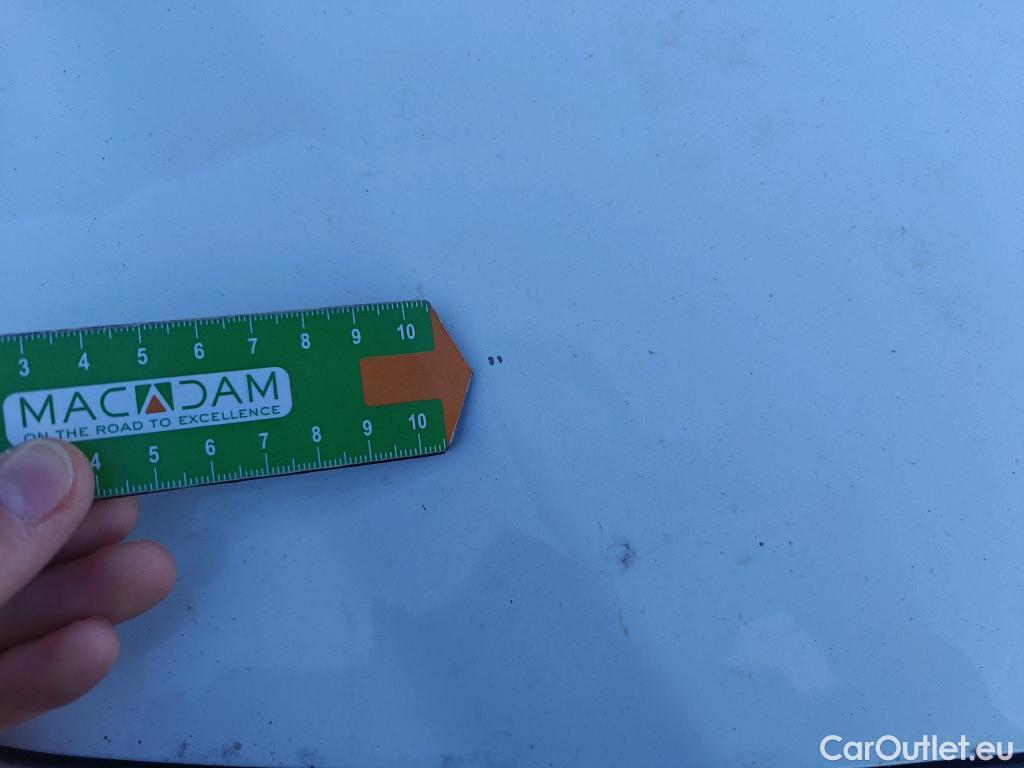 3 4 5 6 7 8 9 10
MACADAM
ON THE ROAD TO EXCELLENCE
4 5 6 7 8 9 10
CarOutlet.eu